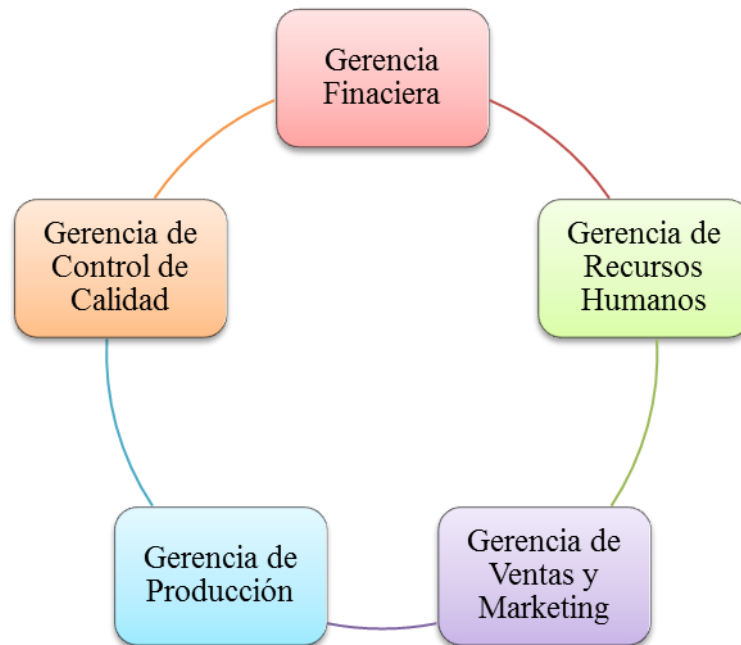 Gerencia
Finaciera
Gerencia de
Recursos
Humanos
Gerencia de
Ventas y
Marketing
Gerencia de
Producción
Gerencia de
Control de
Calidad